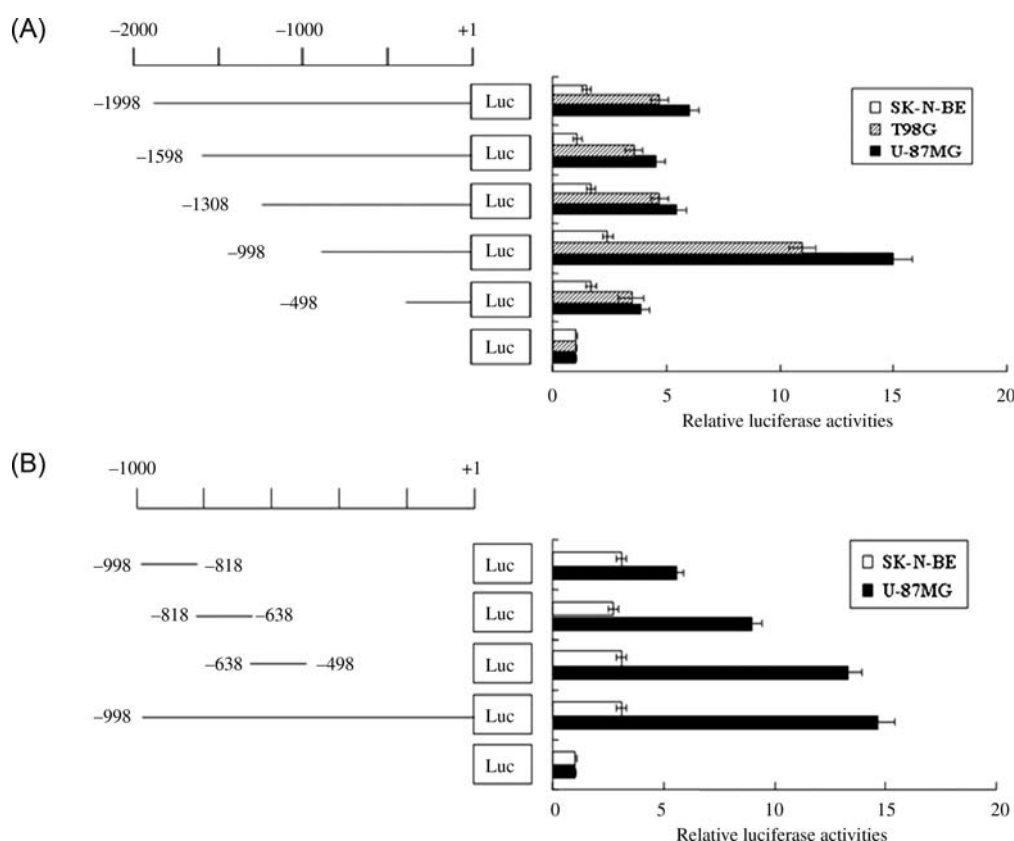 (A)
–2000 –1000 +1
–1998 Luc
–1598 Luc
–1308 Luc
–998 Luc
–498 Luc
Luc
SK-N-BE
T98G
U-87MG
0 5 10 15 20
Relative luciferase activities
(B)
–1000 +1
–998 –818 Luc
–818 –638 Luc
–638 –498 Luc
–998 Luc
Luc
SK-N-BE
U-87MG
0 5 10 15 20
Relative luciferase activities